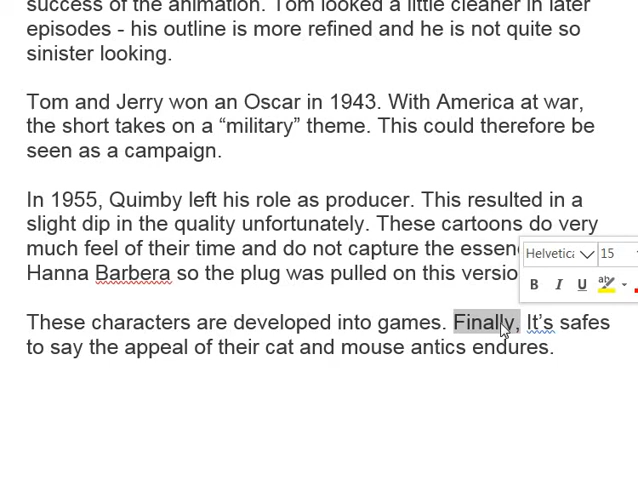 success of the animation. Tom looked a little cleaner in later
episodes - his outline is more refined and he is not quite so
sinister looking.
Tom and Jerry won an Oscar in 1943. With America at war,
the short takes on a “military” theme. This could therefore be
seen as a campaign.
In 1955, Quimby left his role as producer. This resulted in a
slight dip in the quality unfortunately. These cartoons do very
much feel of their time and do not capture the
Hanna Barbera so the plug was pulled on this
Helvetica 15
B I U ab
These characters are developed into games. Finally, It’s safes
to say the appeal of their cat and mouse antics endures.